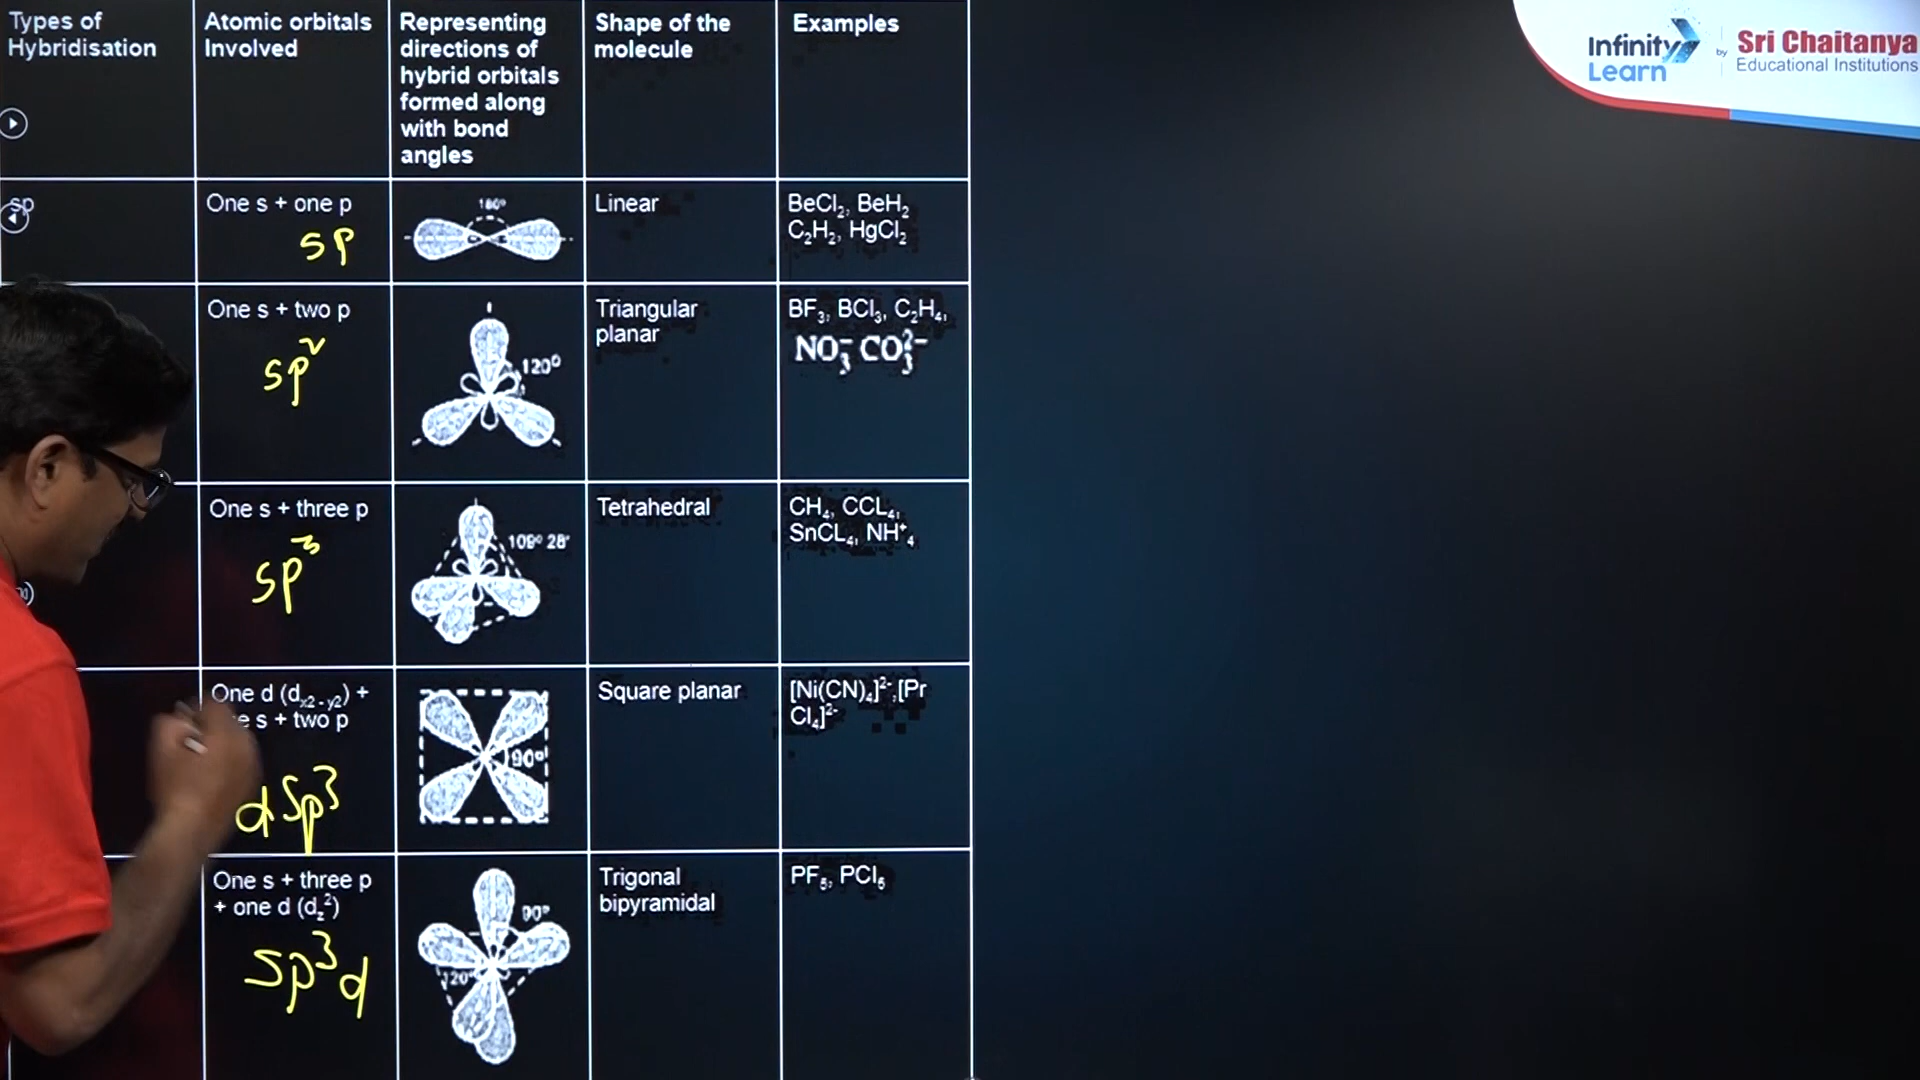 Types of
Hybridisation
Atomic orbitals
Involved
Representing
directions of
hybrid orbitals
formed along
with bond
angles
Shape of the
molecule
Examples
Infinity
Learn
by
Sri Chaitanya
Educational Institutions
sp
One s + one p
sp
180°
Linear
BeCl₂, BeH₂
C₂H₂, HgCl₂
One s + two p
sp²
120°
Triangular
planar
BF₃, BCl₃, C₂H₄,
NO₃⁻ CO₃²⁻
One s + three p
sp³
109° 28'
Tetrahedral
CH₄, CCL₄,
SnCL₄, NH⁺₄
One d (dx2 - y2) +
s + two p
dsp³
90°
Square planar
[Ni(CN)₄]²⁻,[Pr
Cl₄]²⁻
One s + three p
+ one d (dz²)
sp³d
90°
120°
Trigonal
bipyramidal
PF₅, PCl₅